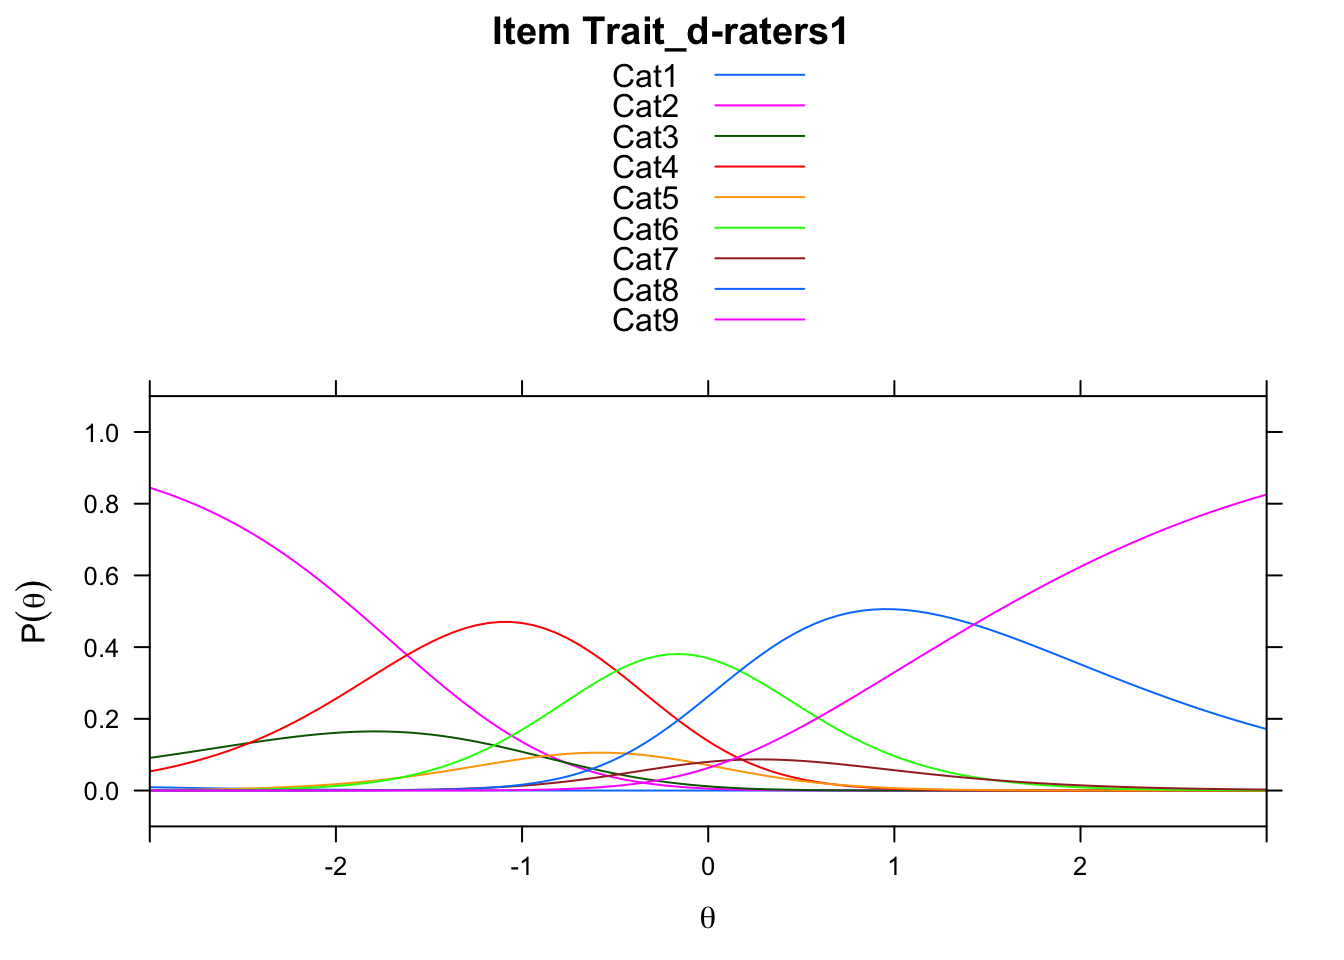 Item Trait_d-raters1
Cat1
Cat2
Cat3
Cat4
Cat5
Cat6
Cat7
Cat8
Cat9
1.0
0.8
0.6
0.4
0.2
0.0
P(θ)
-2 -1 0 1 2
θ